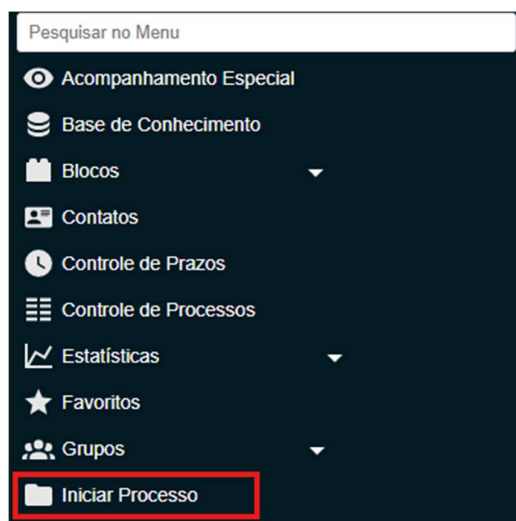 Pesquisar no Menu
Acompanhamento Especial
Base de Conhecimento
Blocos
Contatos
Controle de Prazos
Controle de Processos
Estatísticas
Favoritos
Grupos
Iniciar Processo